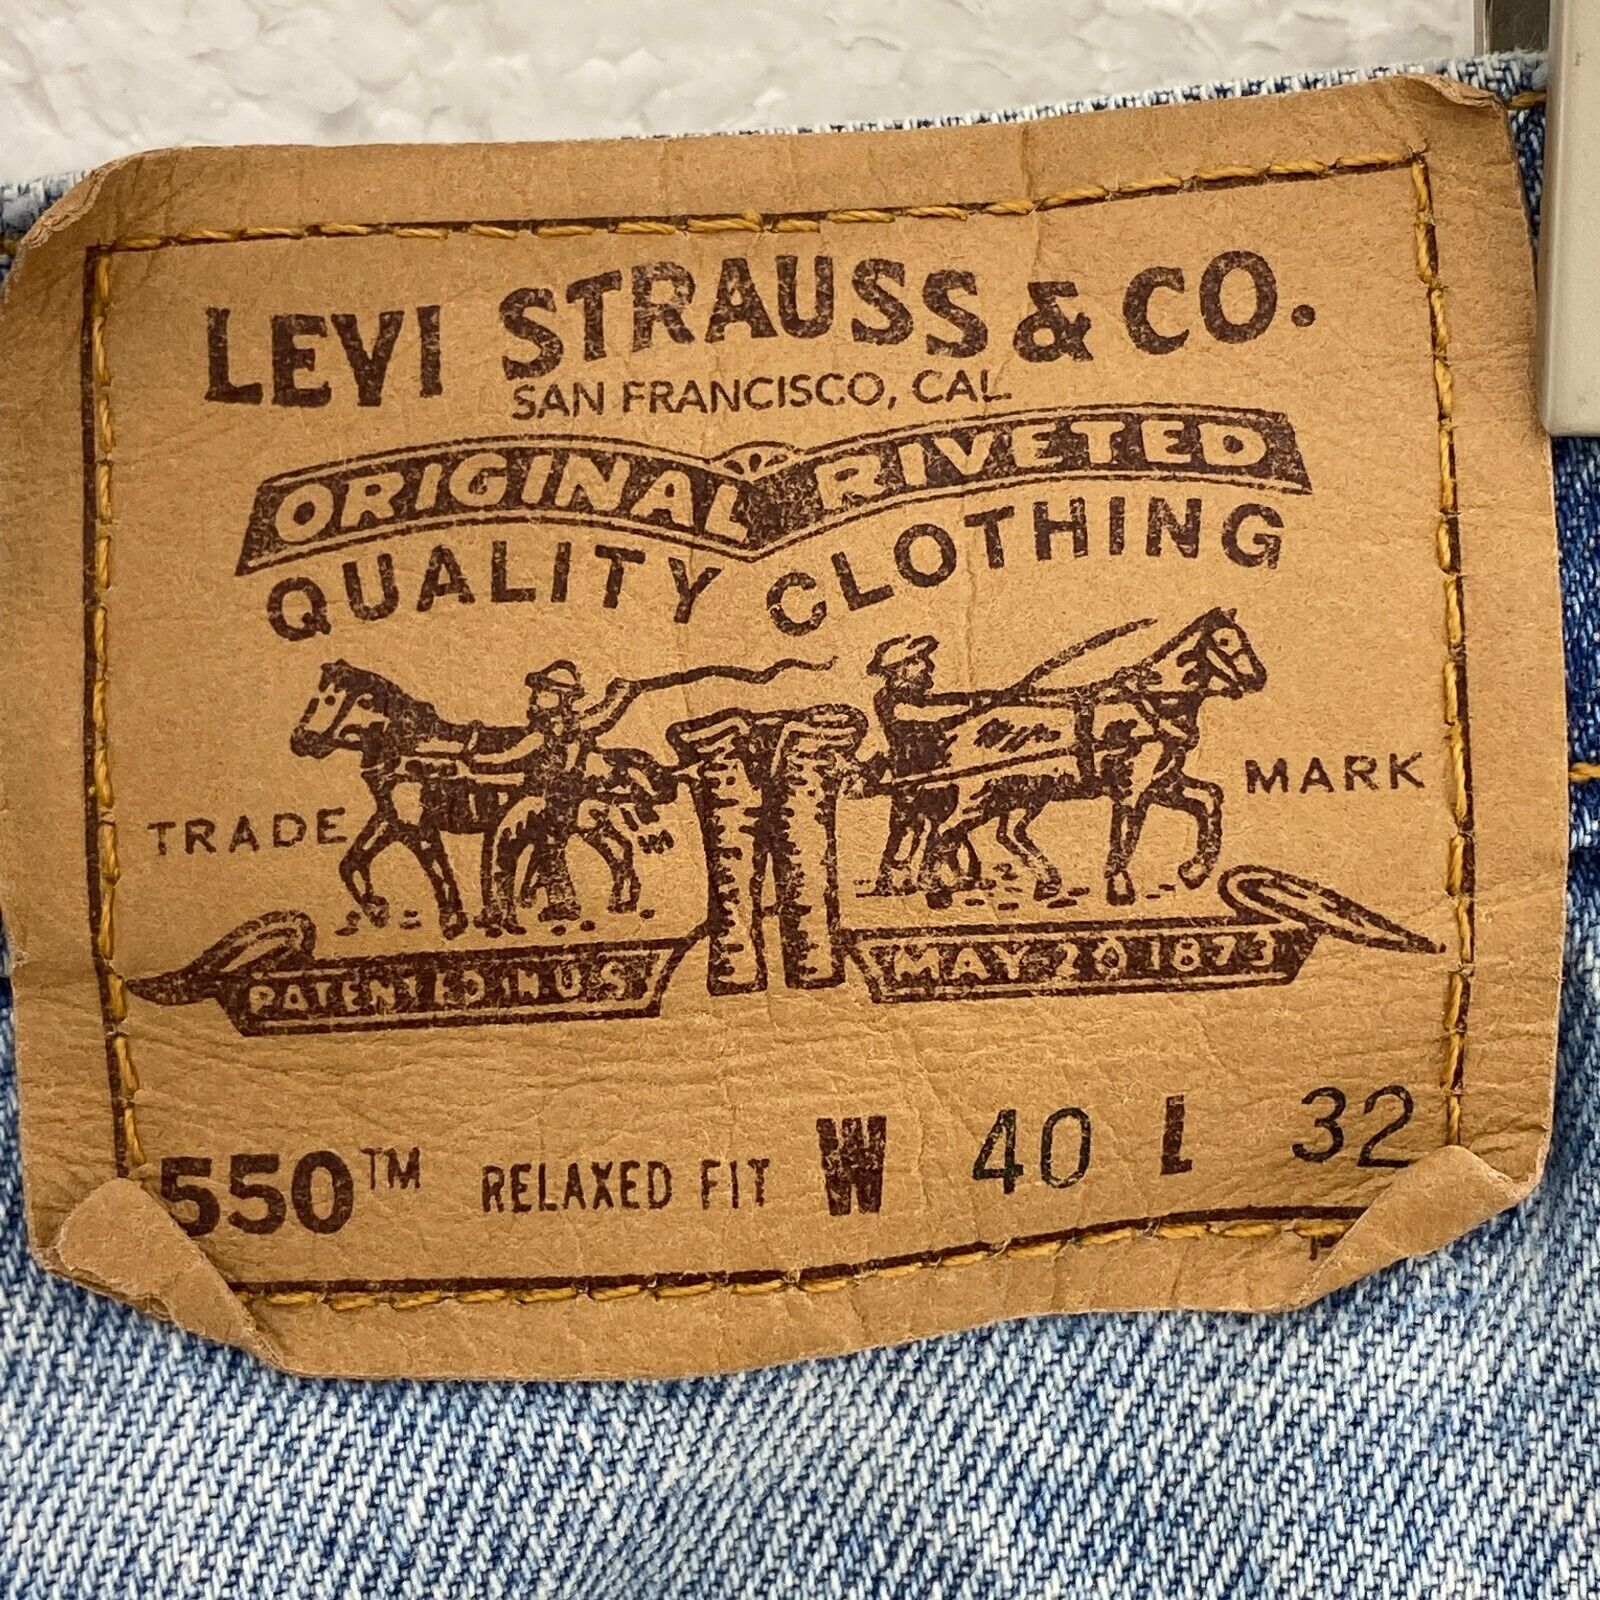 LEVI STRAUSS & CO.
SAN FRANCISCO, CAL.
ORIGINAL RIVETED
QUALITY CLOTHING
TRADE MARK
PATENTED IN U.S. MAY 20 1873
550™ RELAXED FIT W 40 L 32